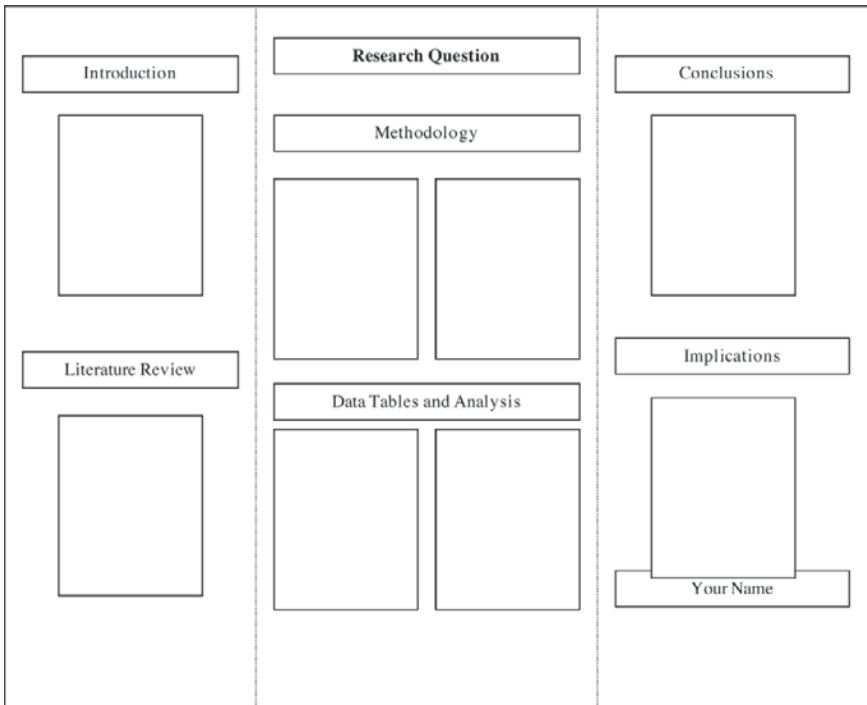 Introduction
Literature Review
Research Question
Methodology
Data Tables and Analysis
Conclusions
Implications
Your Name